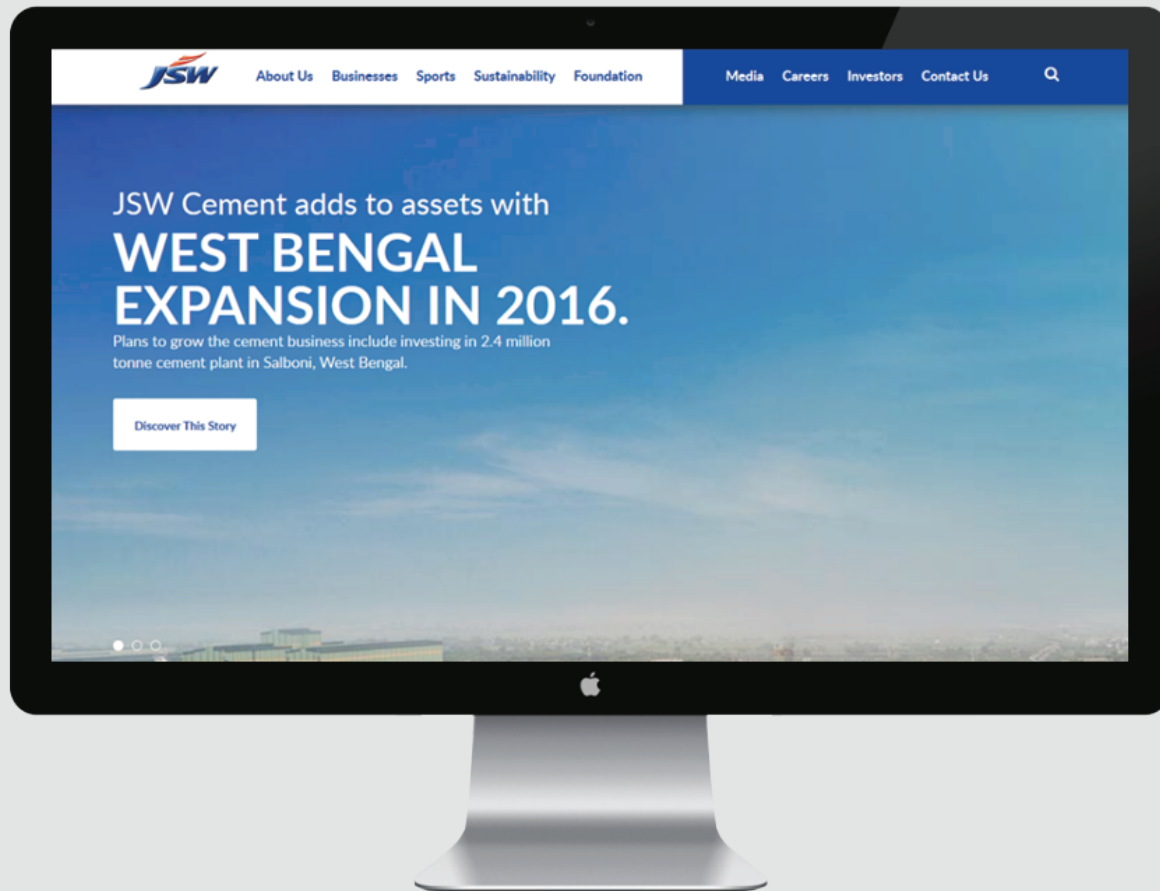 JSW About Us Businesses Sports Sustainability Foundation Media Careers Investors Contact Us
JSW Cement adds to assets with
WEST BENGAL
EXPANSION IN 2016.
Plans to grow the cement business include investing in 2.4 million
tonne cement plant in Salboni, West Bengal.
Discover This Story